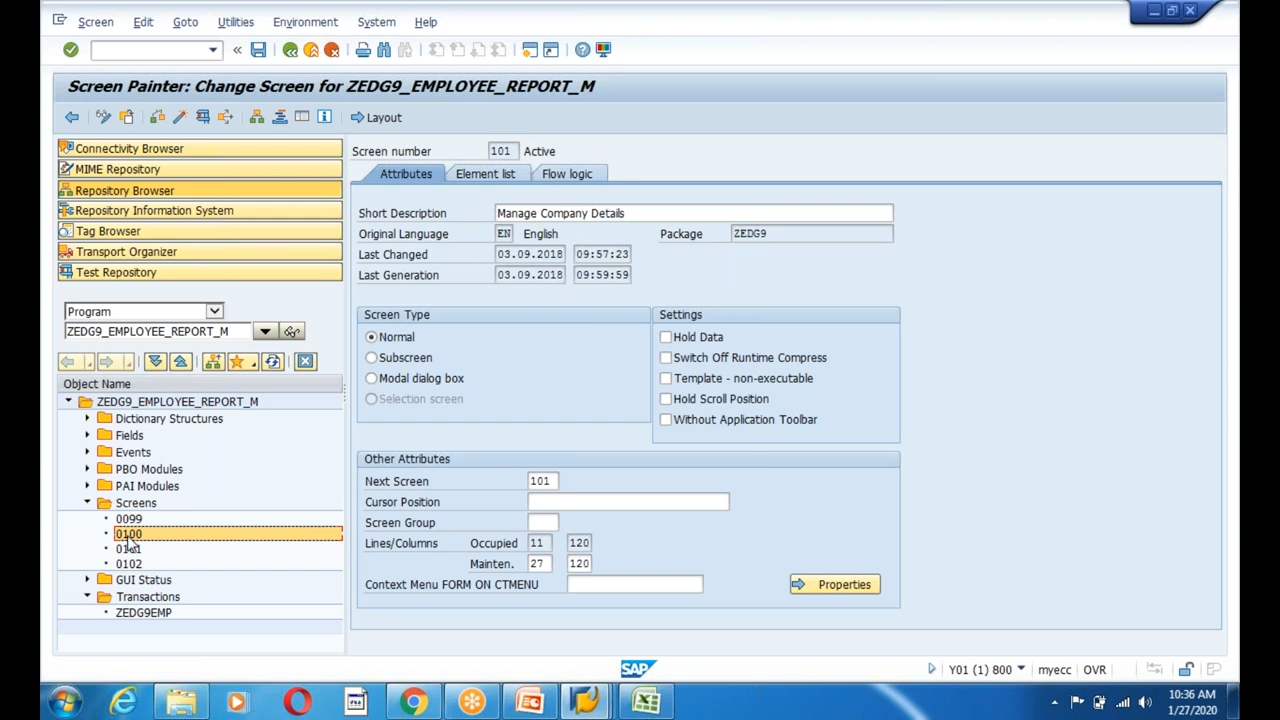 Screen Edit Goto Utilities Environment System Help
Screen Painter: Change Screen for ZEDG9_EMPLOYEE_REPORT_M
Layout
Connectivity Browser
MIME Repository
Repository Browser
Repository Information System
Tag Browser
Transport Organizer
Test Repository
Program
ZEDG9_EMPLOYEE_REPORT_M
Object Name
ZEDG9_EMPLOYEE_REPORT_M
Dictionary Structures
Fields
Events
PBO Modules
PAI Modules
Screens
0099
0100
0101
0102
GUI Status
Transactions
ZEDG9EMP
Screen number 101 Active
Attributes Element list Flow logic
Short Description Manage Company Details
Original Language EN English Package ZEDG9
Last Changed 03.09.2018 09:57:23
Last Generation 03.09.2018 09:59:59
Screen Type
Normal
Subscreen
Modal dialog box
Selection screen
Settings
Hold Data
Switch Off Runtime Compress
Template - non-executable
Hold Scroll Position
Without Application Toolbar
Other Attributes
Next Screen 101
Cursor Position
Screen Group
Lines/Columns Occupied 11 120
Mainten. 27 120
Context Menu FORM ON CTMENU
Properties
SAP
Y01 (1) 800 myecc OVR
10:36 AM
1/27/2020